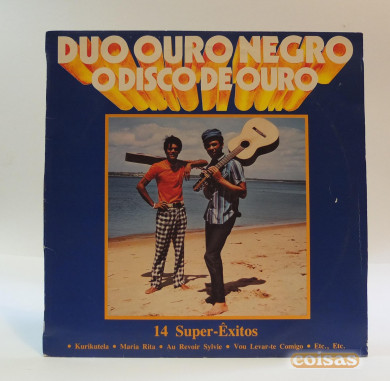 DUO OURO NEGRO
O DISCO DE OURO
14 Super-Êxitos
• Kurikutela • Maria Rita • Au Revoir Sylvie • Vou Levar-te Comigo • Etc., Etc.
coisas